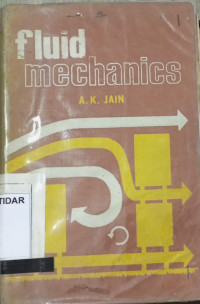 fluid
mechanics
A. K. JAIN
TIDAR